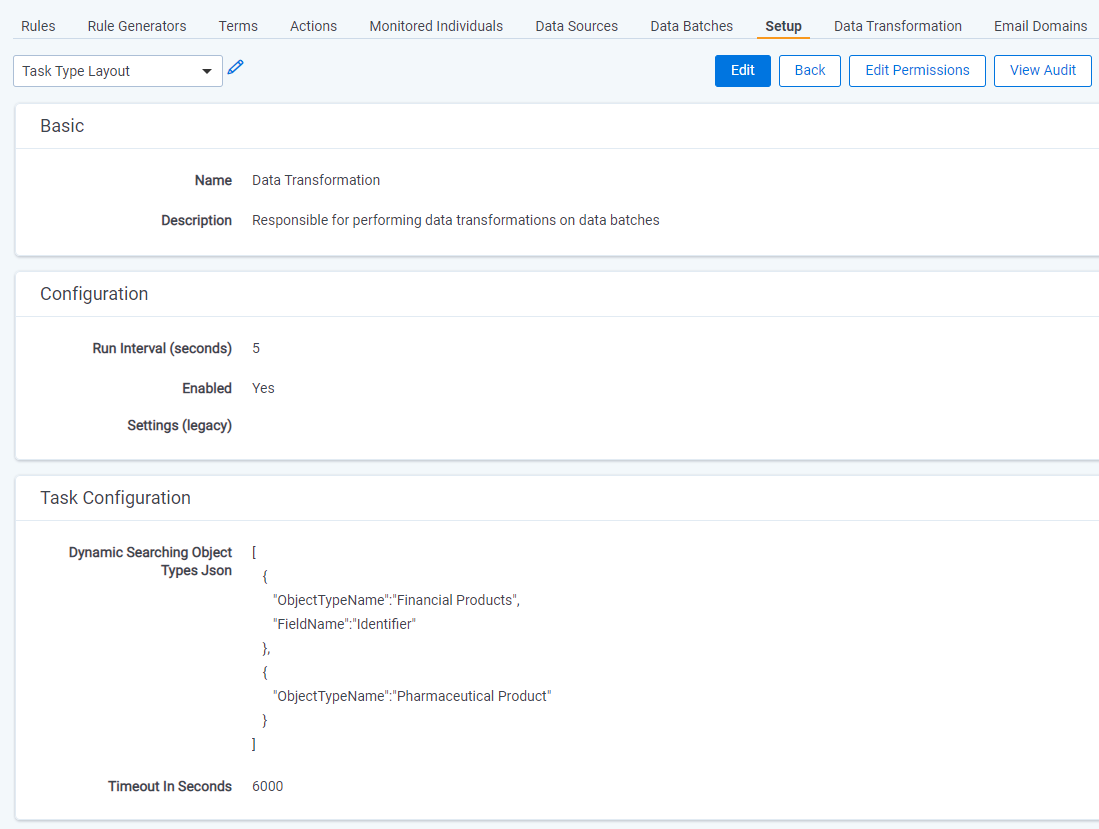 Rules Rule Generators Terms Actions Monitored Individuals Data Sources Data Batches Setup Data Transformation Email Domains
Task Type Layout Edit Back Edit Permissions View Audit
Basic
Name Data Transformation
Description Responsible for performing data transformations on data batches
Configuration
Run Interval (seconds) 5
Enabled Yes
Settings (legacy)
Task Configuration
Dynamic Searching Object [
Types Json
{
"ObjectTypeName":"Financial Products",
"FieldName":"Identifier"
},
{
"ObjectTypeName":"Pharmaceutical Product"
}
]
Timeout In Seconds 6000